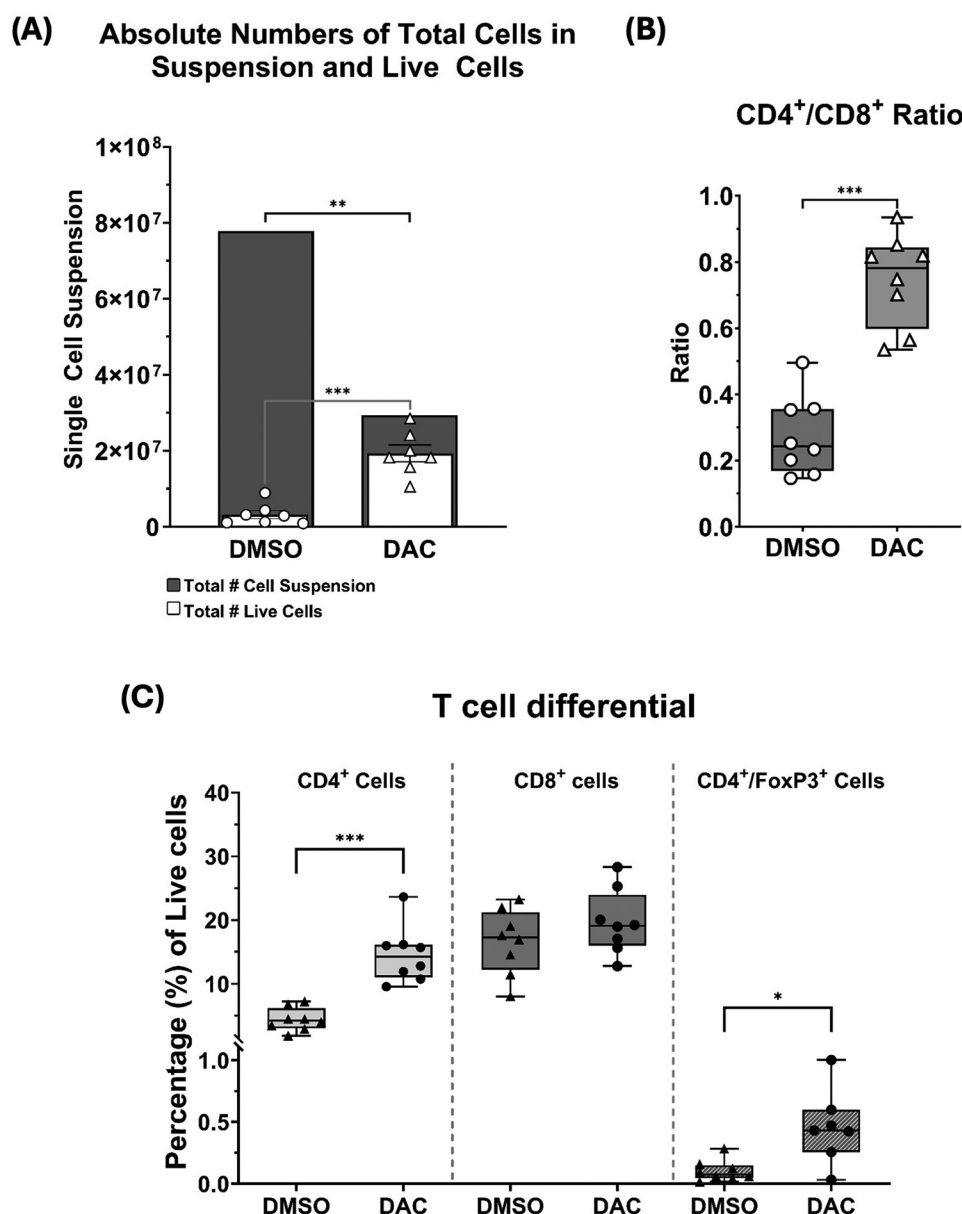 (A)
Absolute Numbers of Total Cells in
Suspension and Live Cells
Single Cell Suspension
1×10⁸
8×10⁷
6×10⁷
4×10⁷
2×10⁷
0
**
***
DMSO
DAC
Total # Cell Suspension
Total # Live Cells
(B)
CD4⁺/CD8⁺ Ratio
Ratio
1.0
0.8
0.6
0.4
0.2
0.0
***
DMSO
DAC
(C)
T cell differential
Percentage (%) of Live cells
CD4⁺ Cells
CD8⁺ cells
CD4⁺/FoxP3⁺ Cells
40
30
20
10
1.0
0.5
0.0
***
*
DMSO
DAC
DMSO
DAC
DMSO
DAC